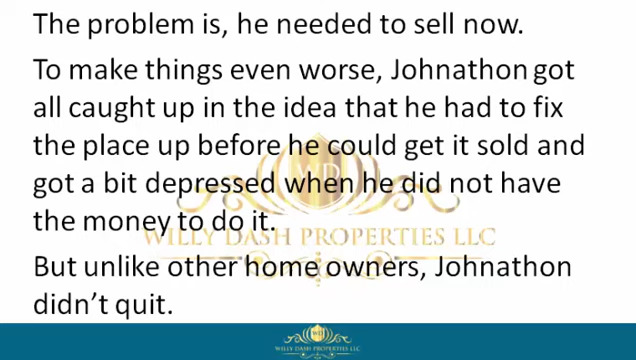 The problem is, he needed to sell now.
To make things even worse, Johnathon got
all caught up in the idea that he had to fix
the place up before he could get it sold and
got a bit depressed when he did not have
the money to do it.
WILLY DASH PROPERTIES LLC
But unlike other home owners, Johnathon
didn’t quit.
WILLY DASH PROPERTIES LLC